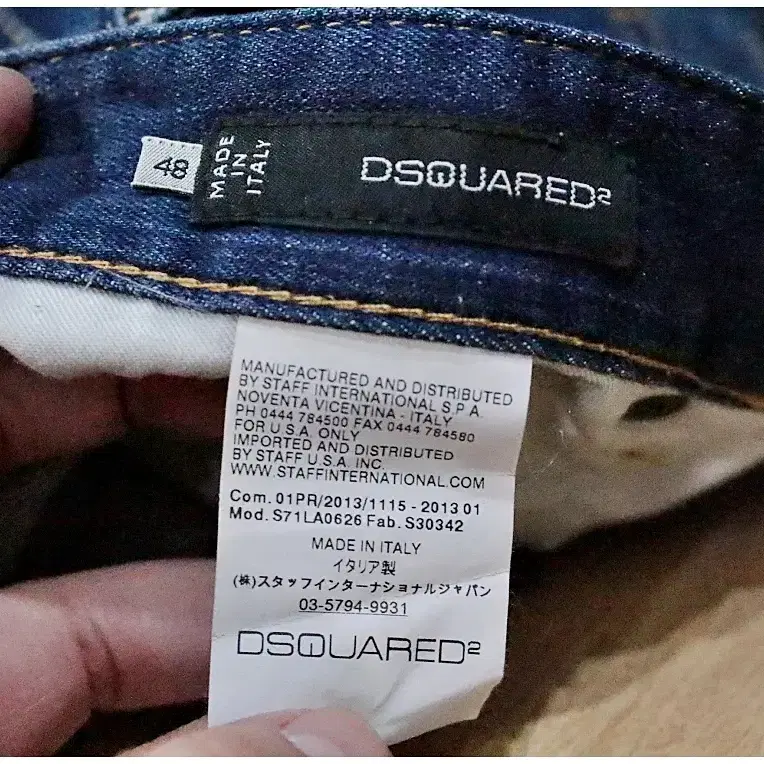 48
MADE
IN
ITALY
DSQUARED2
MANUFACTURED AND DISTRIBUTED
BY STAFF INTERNATIONAL S.P.A.
NOVENTA VICENTINA - ITALY
PH 0444 784500 FAX 0444 784580
FOR U.S.A. ONLY
IMPORTED AND DISTRIBUTED
BY STAFF U.S.A. INC.
WWW.STAFFINTERNATIONAL.COM
Com. 01PR/2013/1115 - 2013 01
Mod. S71LA0626 Fab. S30342
MADE IN ITALY
イタリア製
(株)スタッフインターナショナルジャパン
03-5794-9931
DSQUARED2